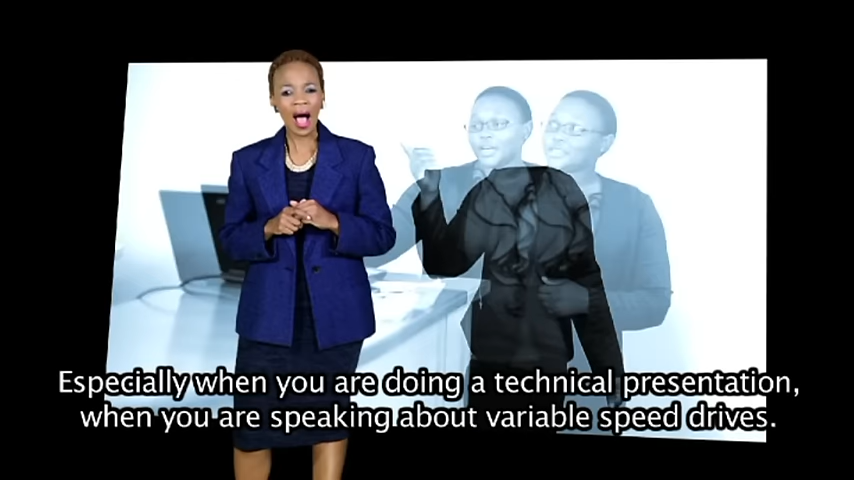 Especially when you are doing a technical presentation,
when you are speaking about variable speed drives.